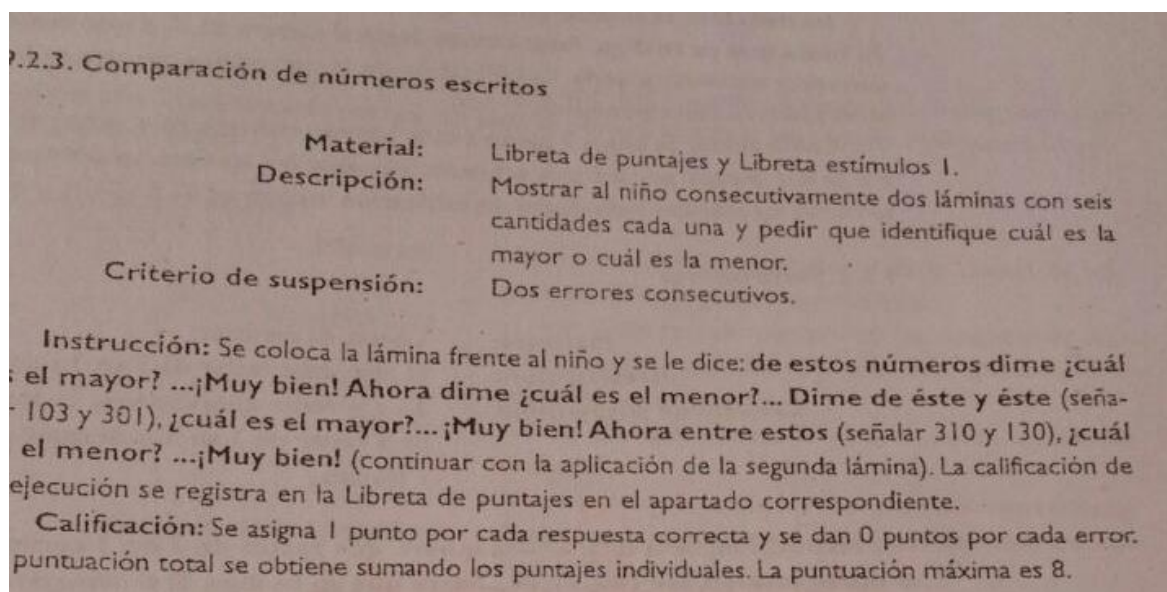 .2.3. Comparación de números escritos
Material: Libreta de puntajes y Libreta estímulos 1.
Descripción: Mostrar al niño consecutivamente dos láminas con seis
cantidades cada una y pedir que identifique cuál es la
mayor o cuál es la menor.
Criterio de suspensión: Dos errores consecutivos.
Instrucción: Se coloca la lámina frente al niño y se le dice: de estos números dime ¿cuál
el mayor? ...¡Muy bien! Ahora dime ¿cuál es el menor?... Dime de éste y éste (seña-
103 y 301), ¿cuál es el mayor?... ¡Muy bien! Ahora entre estos (señalar 310 y 130), ¿cuál
el menor? ...¡Muy bien! (continuar con la aplicación de la segunda lámina). La calificación de
ejecución se registra en la Libreta de puntajes en el apartado correspondiente.
Calificación: Se asigna 1 punto por cada respuesta correcta y se dan 0 puntos por cada error.
puntuación total se obtiene sumando los puntajes individuales. La puntuación máxima es 8.